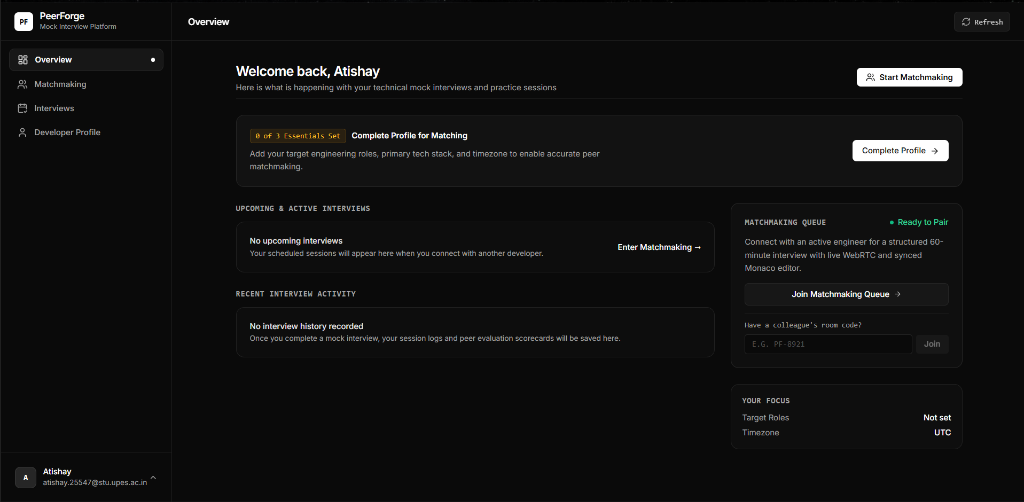 PF
PeerForge
Mock Interview Platform
Overview
Matchmaking
Interviews
Developer Profile
A
Atishay
atishay.25547@stu.upes.ac.in
Overview
Refresh
Welcome back, Atishay
Here is what is happening with your technical mock interviews and practice sessions
Start Matchmaking
0 of 3 Essentials Set
Complete Profile for Matching
Add your target engineering roles, primary tech stack, and timezone to enable accurate peer
matchmaking.
Complete Profile →
UPCOMING & ACTIVE INTERVIEWS
No upcoming interviews
Your scheduled sessions will appear here when you connect with another developer.
Enter Matchmaking →
RECENT INTERVIEW ACTIVITY
No interview history recorded
Once you complete a mock interview, your session logs and peer evaluation scorecards will be saved here.
MATCHMAKING QUEUE
Ready to Pair
Connect with an active engineer for a structured 60-
minute interview with live WebRTC and synced
Monaco editor.
Join Matchmaking Queue →
Have a colleague's room code?
E.G. PF-8921
Join
YOUR FOCUS
Target Roles
Not set
Timezone
UTC